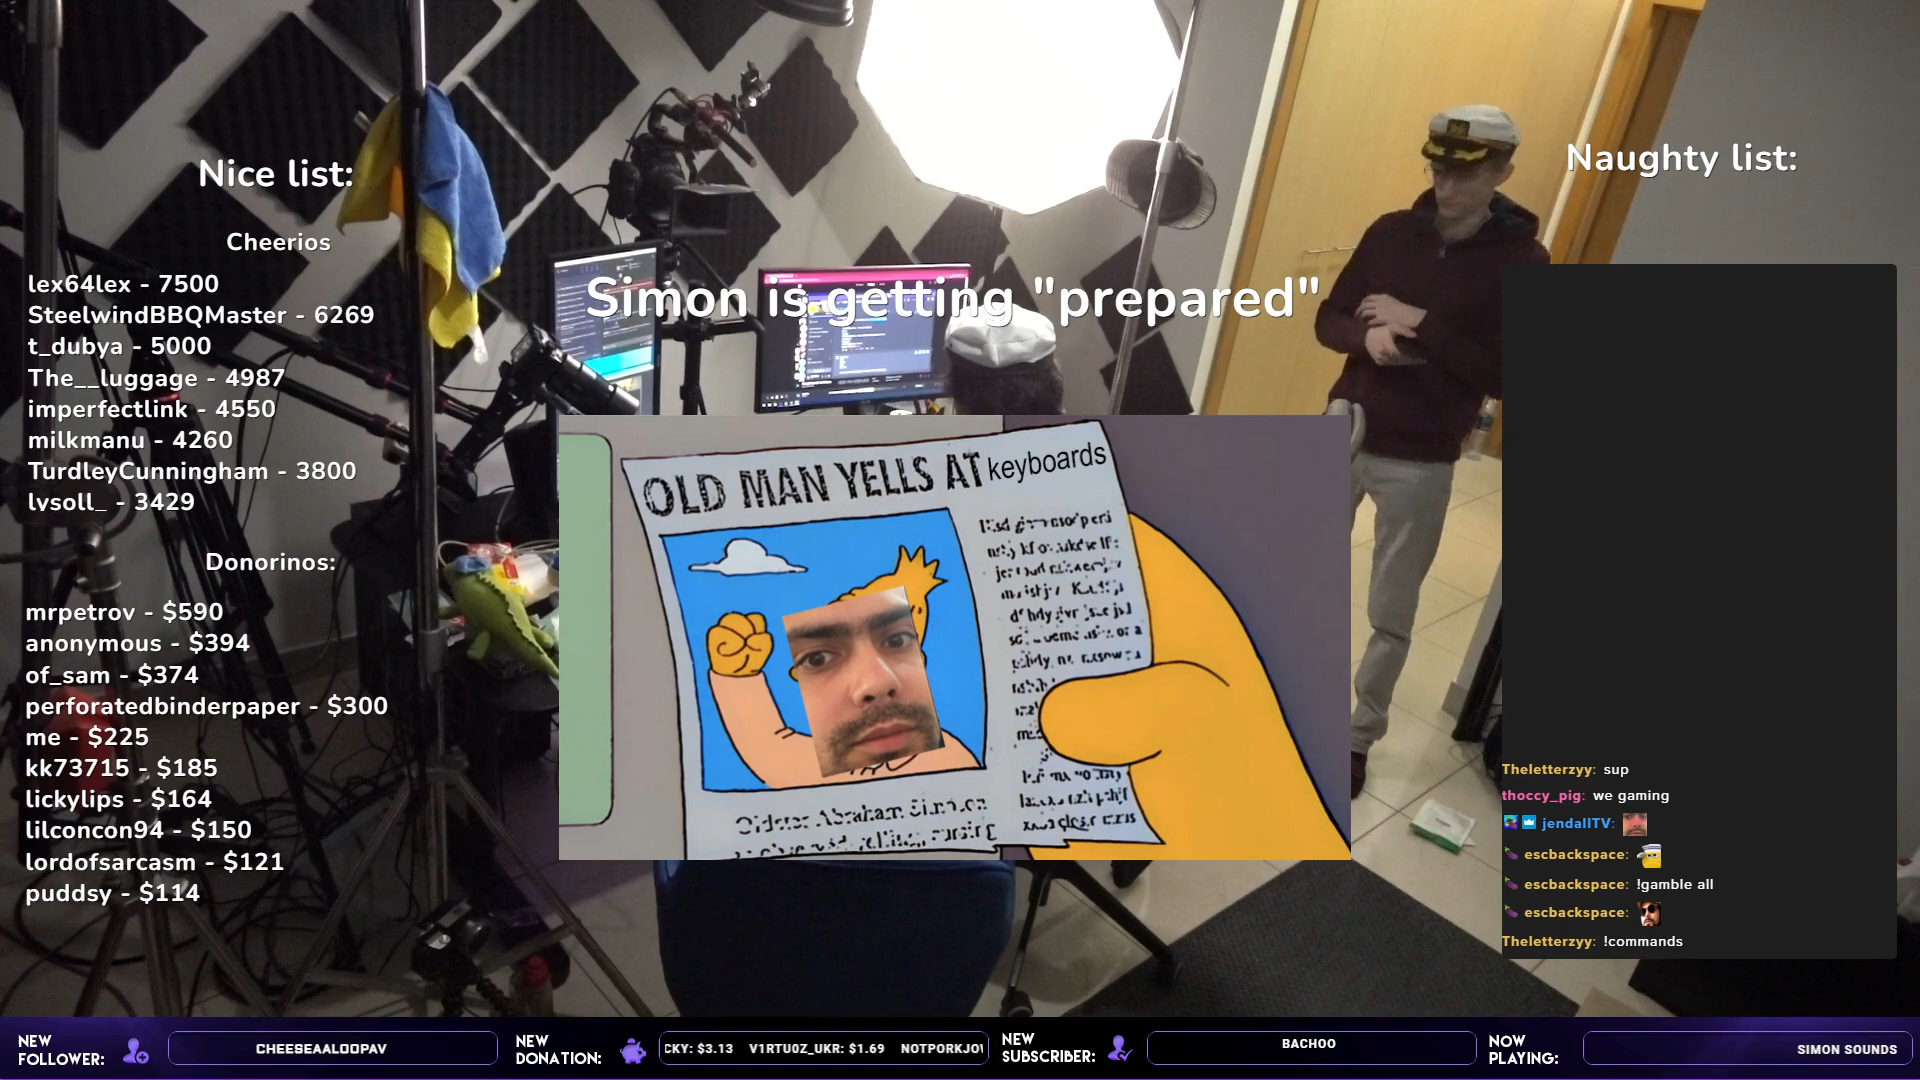 Nice list:
Cheerios
lex64lex - 7500
SteelwindBBQMaster - 6269
t_dubya - 5000
The__luggage - 4987
imperfectlink - 4550
milkmanu - 4260
TurdleyCunningham - 3800
lvsoll_ - 3429
Donorinos:
mrpetrov - $590
anonymous - $394
of_sam - $374
perforatedbinderpaper - $300
me - $225
kk73715 - $185
lickylips - $164
lilconcon94 - $150
lordofsarcasm - $121
puddsy - $114
Simon is getting "prepared"
OLD MAN YELLS AT keyboards
Naughty list:
Theletterzyy: sup
thoccy_pig: we gaming
jendallTV:
escbackspace:
escbackspace: !gamble all
escbackspace:
Theletterzyy: !commands
NEW
FOLLOWER:
CHEESEAALOOPAV
NEW
DONATION:
CKY: $3.13 V1RTU0Z_UKR: $1.69 NOTPORKJO
NEW
SUBSCRIBER:
BACHOO
NOW
PLAYING:
SIMON SOUNDS